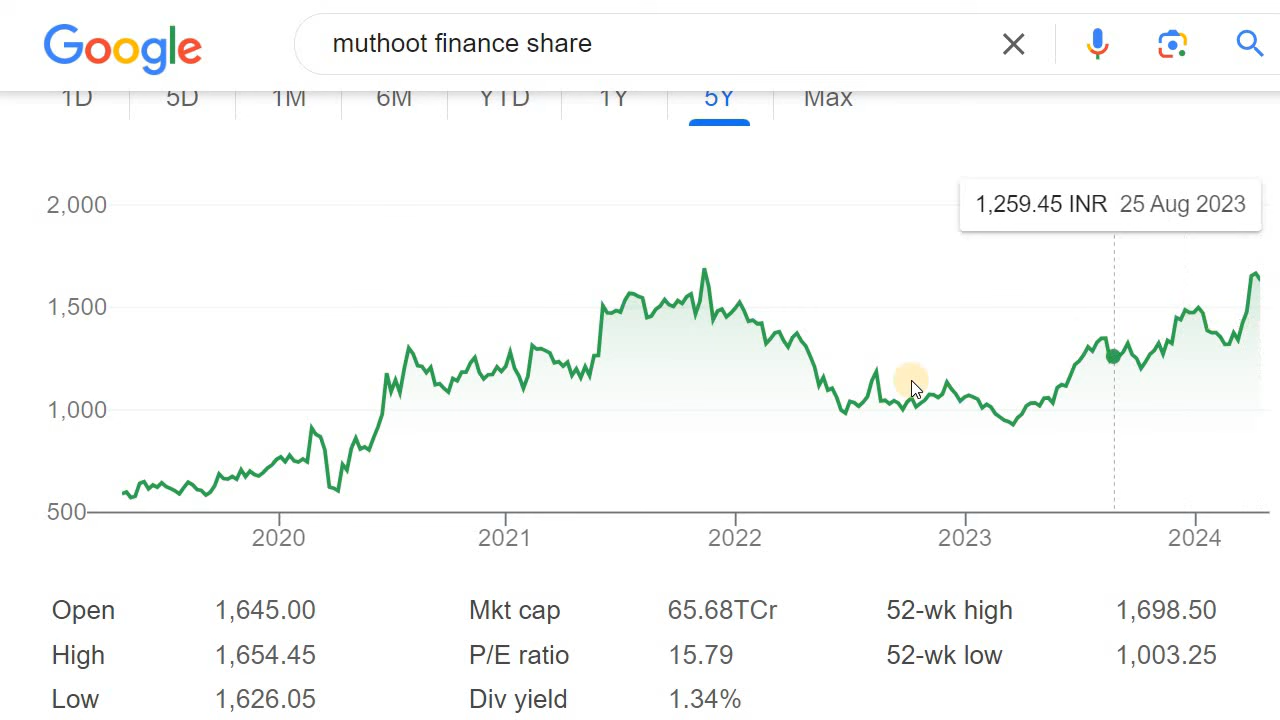 Google muthoot finance share
1D 5D 1M 6M YTD 1Y 5Y Max
1,259.45 INR 25 Aug 2023
2,000
1,500
1,000
500
2020 2021 2022 2023 2024
Open 1,645.00 Mkt cap 65.68TCr 52-wk high 1,698.50
High 1,654.45 P/E ratio 15.79 52-wk low 1,003.25
Low 1,626.05 Div yield 1.34%